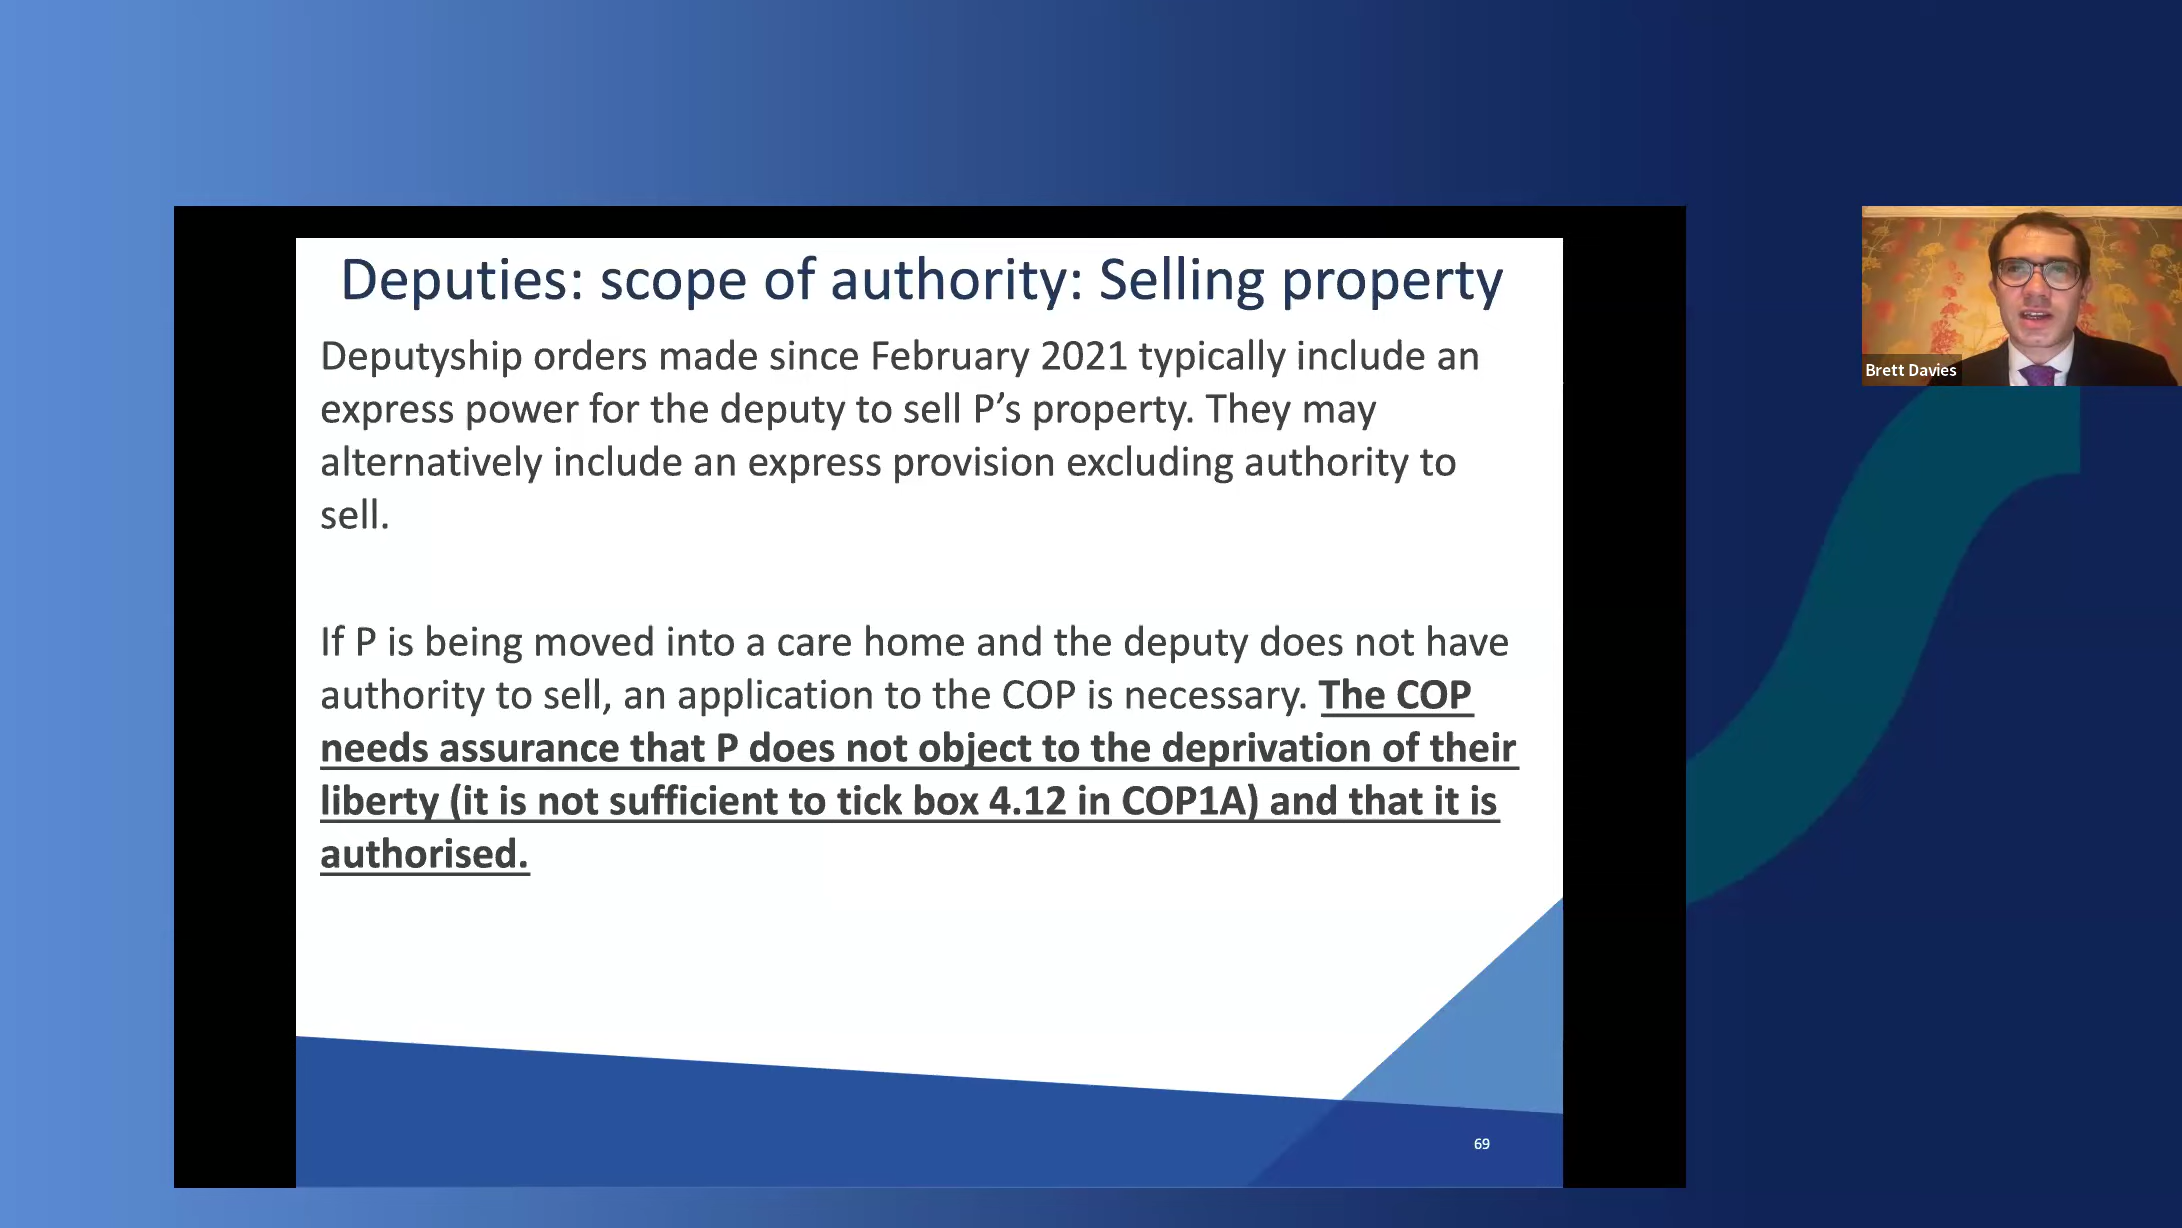 Deputies: scope of authority: Selling property
Deputyship orders made since February 2021 typically include an
express power for the deputy to sell P’s property. They may
alternatively include an express provision excluding authority to
sell.
If P is being moved into a care home and the deputy does not have
authority to sell, an application to the COP is necessary. The COP
needs assurance that P does not object to the deprivation of their
liberty (it is not sufficient to tick box 4.12 in COP1A) and that it is
authorised.
69
Brett Davies